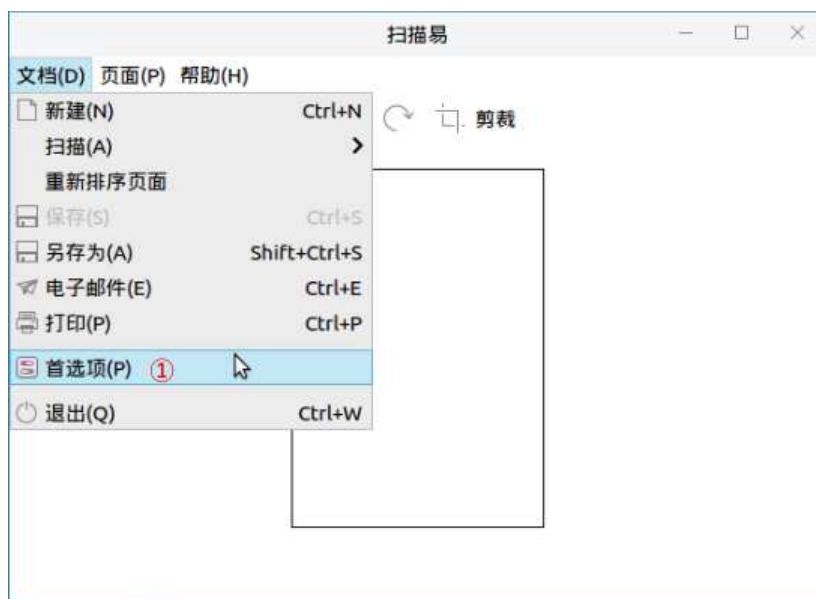 扫描易
文档(D) 页面(P) 帮助(H)
新建(N) Ctrl+N
剪裁
扫描(A)
重新排序页面
保存(S) Ctrl+S
另存为(A) Shift+Ctrl+S
电子邮件(E) Ctrl+E
打印(P) Ctrl+P
首选项(P) ①
退出(Q) Ctrl+W